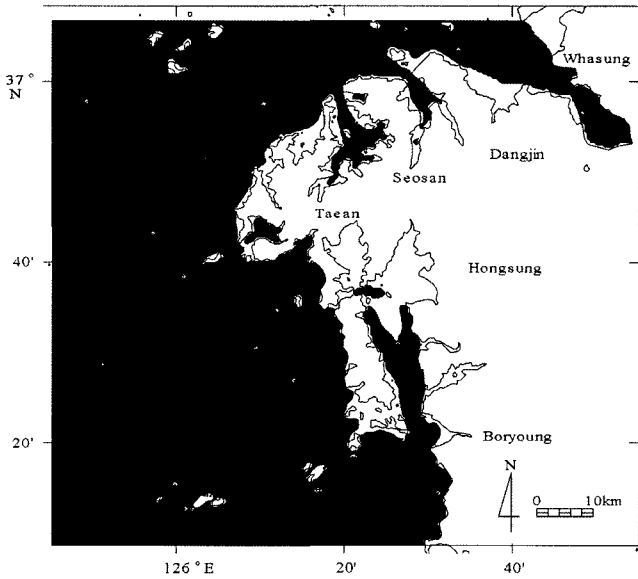 Whasung
37°
N
Dangjin
Seosan
Taean
40'
Hongsung
20'
Boryoung
N
0 10km
126°E 20' 40'